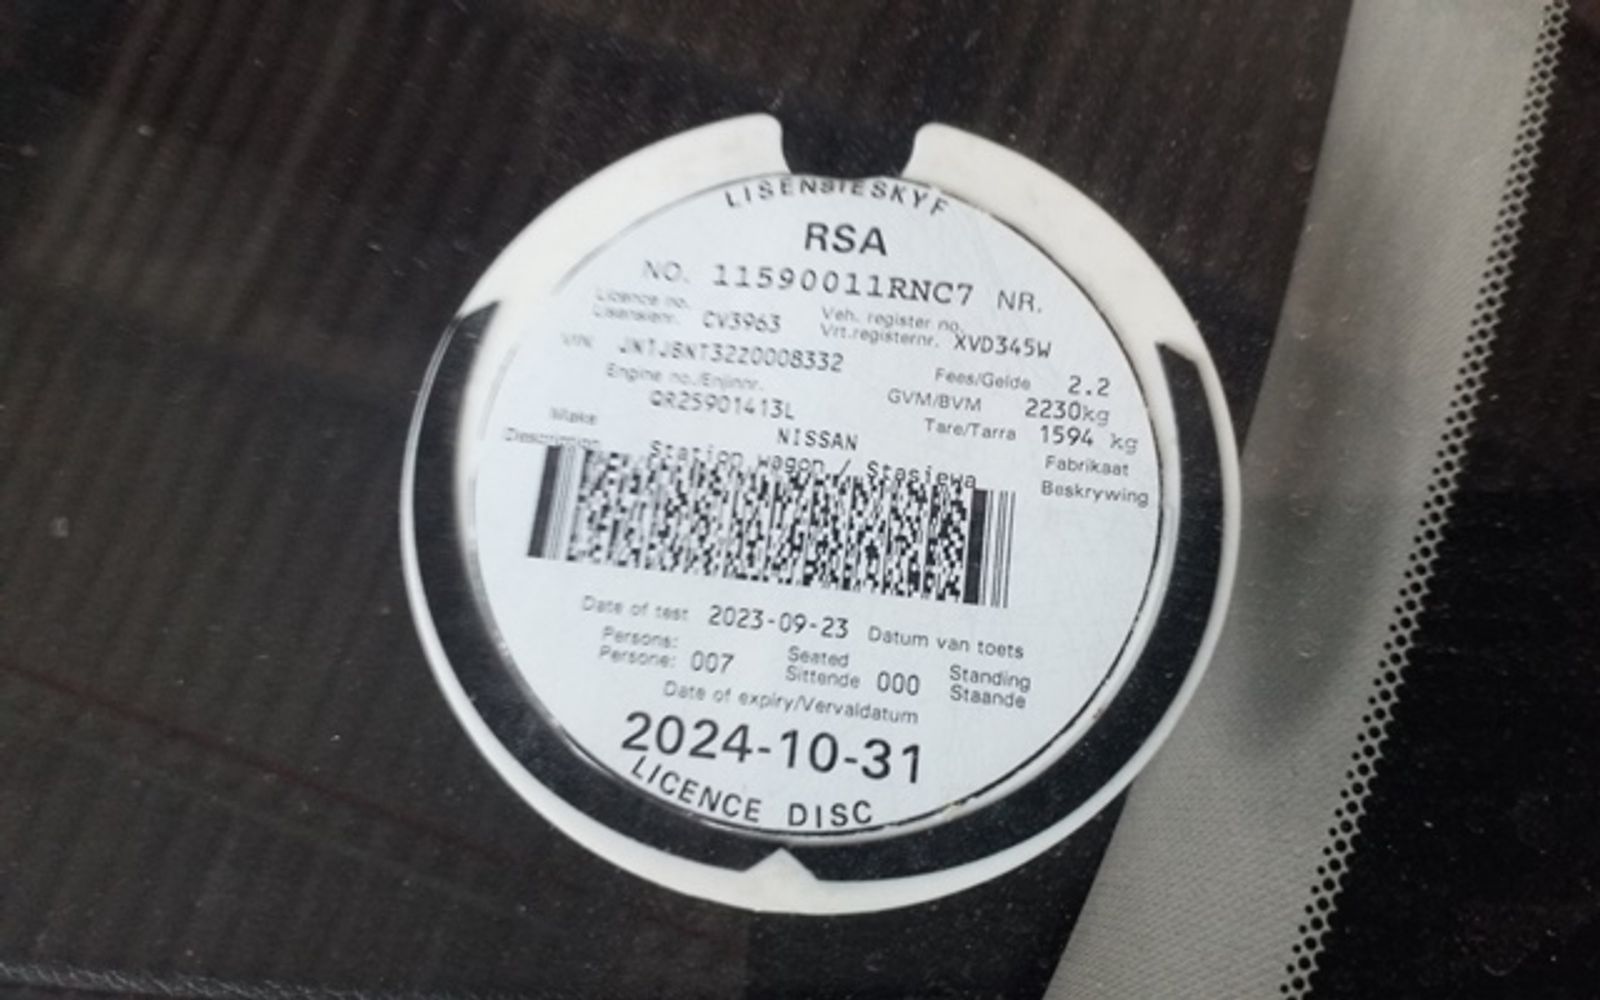 LISENSIESKYF
RSA
NO. 11590011RNC7 NR.
Licence no. Veh. register no.
Lisensienr. CV3963 Vrt.registernr. XVD345W
VIN JN1JBNT32Z0008332
Fees/Gelde 2.2
Engine no./Enjinnr. GVM/BVM 2230kg
QR25901413L Tare/Tarra 1594 kg
Make NISSAN Fabrikaat
Description Station wagon / Stasiewa Beskrywing
Date of test 2023-09-23 Datum van toets
Persons: Seated Standing
Persone: 007 Sittende 000 Staande
Date of expiry/Vervaldatum
2024-10-31
LICENCE DISC